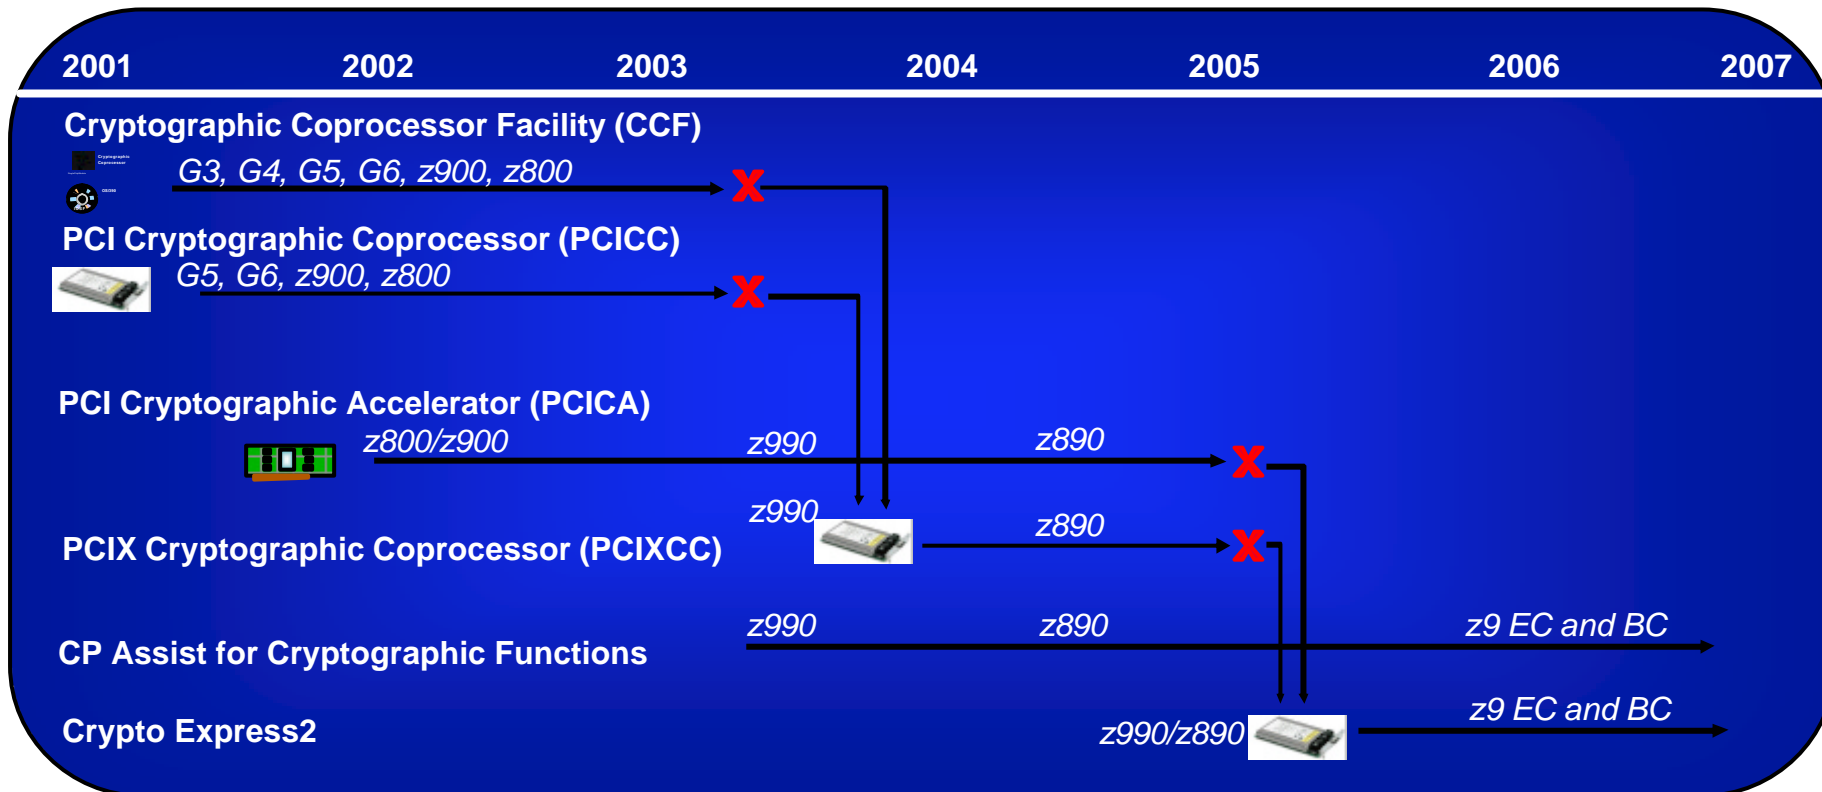 2001 2002 2003 2004 2005 2006 2007
Cryptographic Coprocessor Facility (CCF)
Cryptographic
Coprocessor
G3, G4, G5, G6, z900, z800
PCI Cryptographic Coprocessor (PCICC)
G5, G6, z900, z800
PCI Cryptographic Accelerator (PCICA)
z800/z900 z990 z890
X
z990 z890
PCIX Cryptographic Coprocessor (PCIXCC)
z990 z890 z9 EC and BC
CP Assist for Cryptographic Functions
z9 EC and BC
Crypto Express2
z990/z890